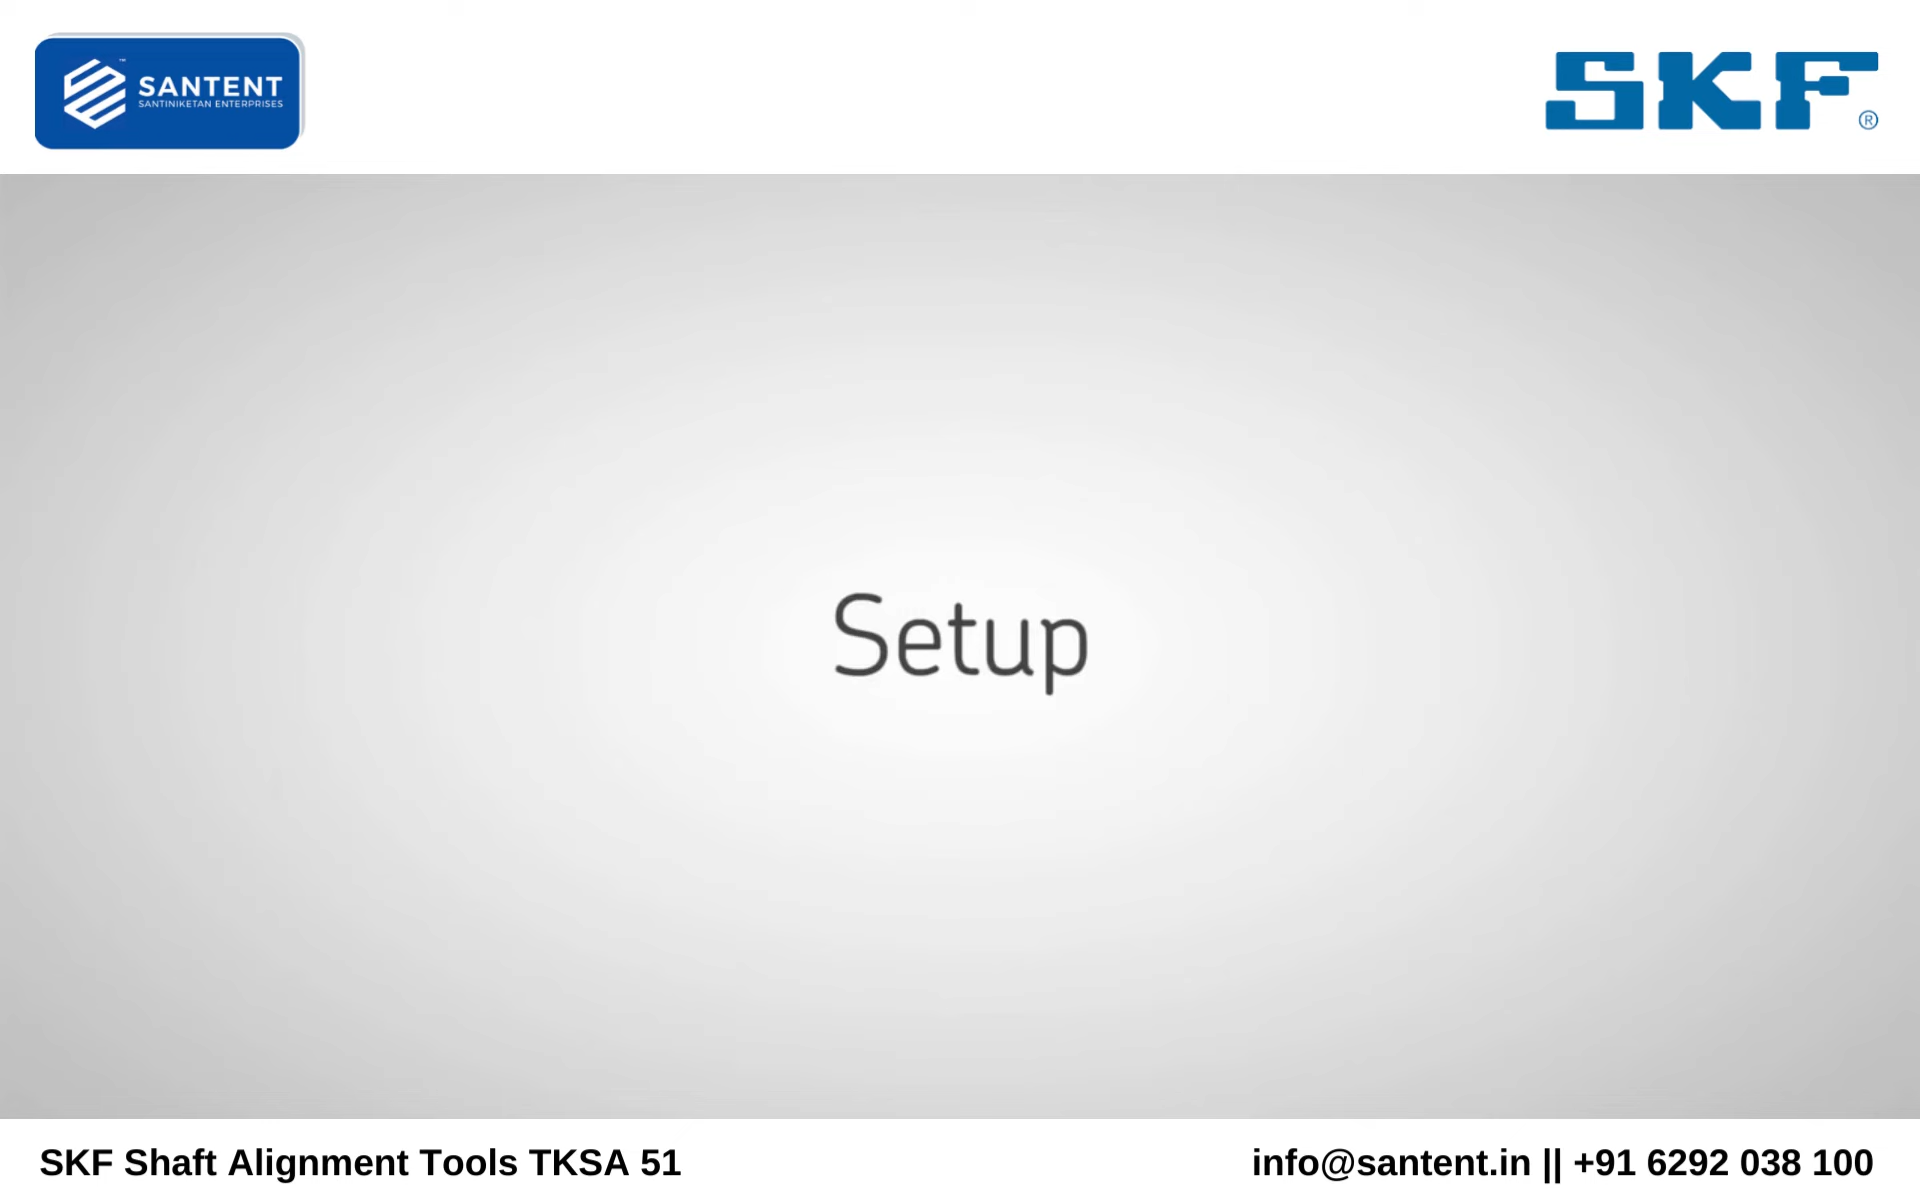 SANTENT
SANTINIKETAN ENTERPRISES
SKF®
Setup
SKF Shaft Alignment Tools TKSA 51
info@santent.in || +91 6292 038 100